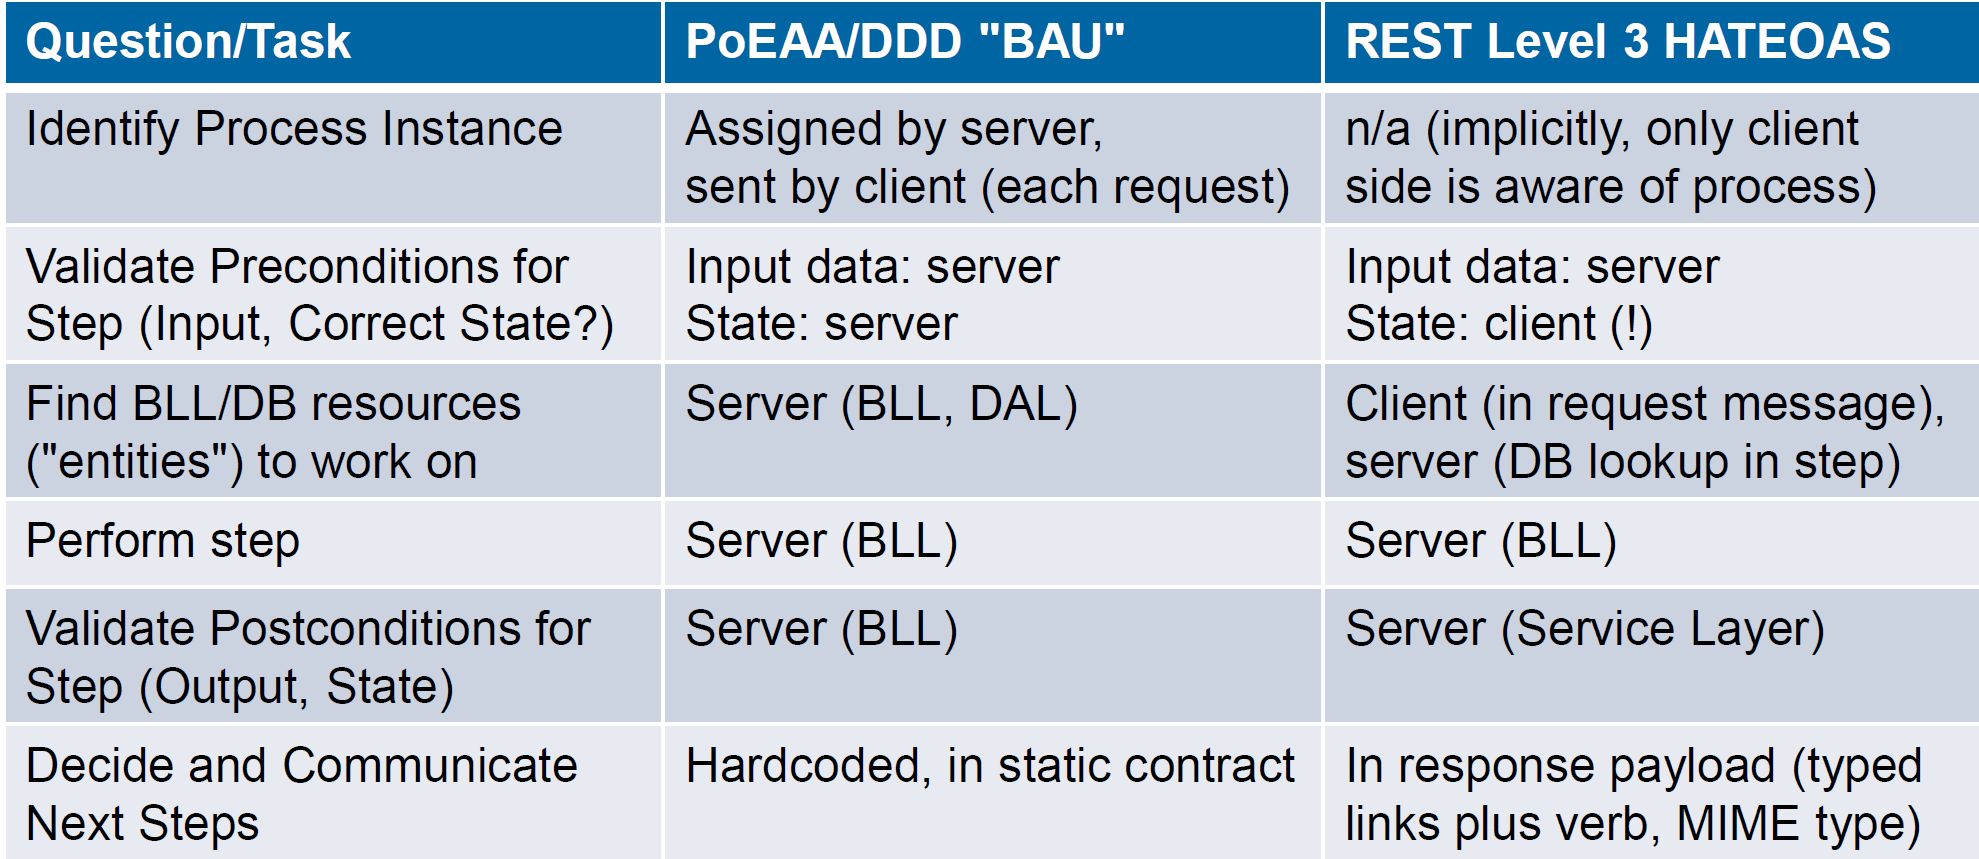 Question/Task
PoEAA/DDD "BAU"
REST Level 3 HATEOAS
Identify Process Instance
Assigned by server,
sent by client (each request)
n/a (implicitly, only client
side is aware of process)
Validate Preconditions for
Step (Input, Correct State?)
Input data: server
State: server
Input data: server
State: client (!)
Find BLL/DB resources
("entities") to work on
Server (BLL, DAL)
Client (in request message),
server (DB lookup in step)
Perform step
Server (BLL)
Server (BLL)
Validate Postconditions for
Step (Output, State)
Server (BLL)
Server (Service Layer)
Decide and Communicate
Next Steps
Hardcoded, in static contract
In response payload (typed
links plus verb, MIME type)